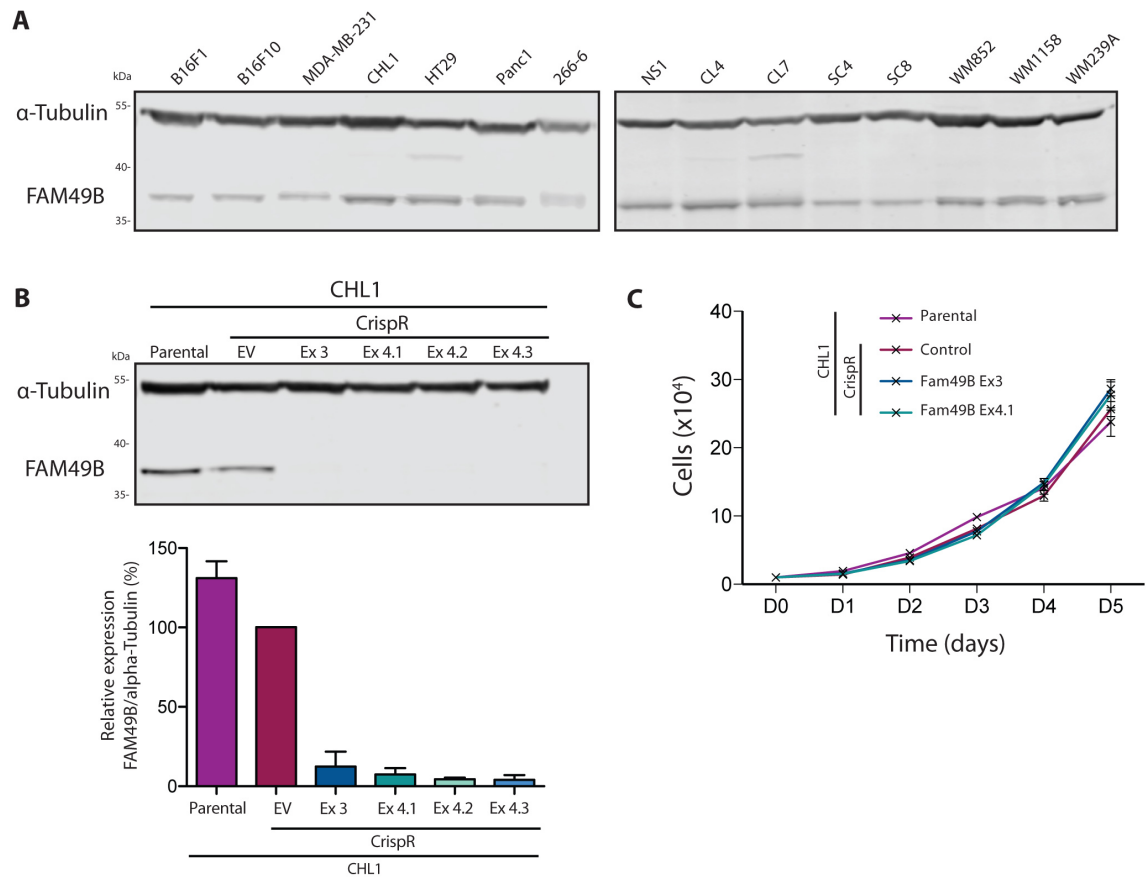 A
B16F1 B16F10 MDA-MB-231 CHL1 HT29 Panc1 266-6 NS1 CL4 CL7 SC4 SC8 WM852 WM1158 WM239A
kDa
55-
α-Tubulin
40-
FAM49B
35-
B
CHL1
CrispR
Parental EV Ex 3 Ex 4.1 Ex 4.2 Ex 4.3
kDa
55-
α-Tubulin
40-
FAM49B
35-
150
100
50
0
Relative expression
FAM49B/alpha-Tubulin (%)
Parental EV Ex 3 Ex 4.1 Ex 4.2 Ex 4.3
CrispR
CHL1
C
40
30
20
10
0
Cells (x10⁴)
CHL1
CrispR
Parental
Control
Fam49B Ex3
Fam49B Ex4.1
D0 D1 D2 D3 D4 D5
Time (days)